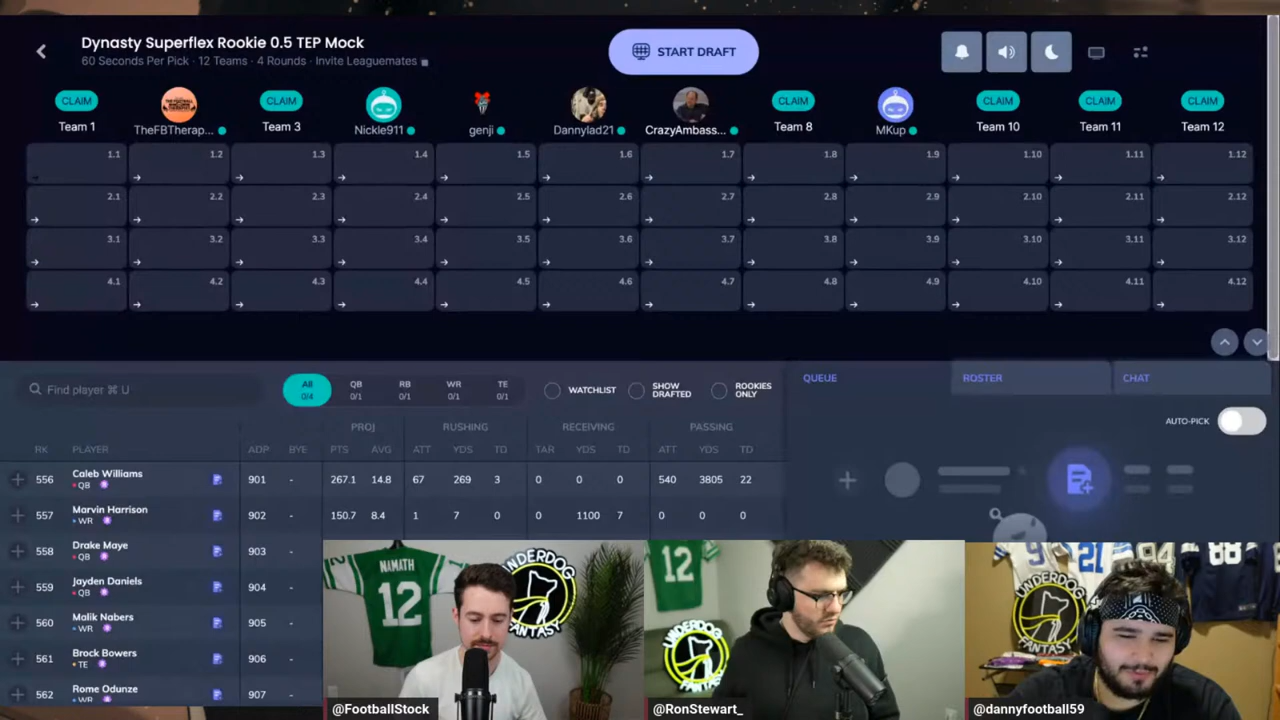 Dynasty Superflex Rookie 0.5 TEP Mock
60 Seconds Per Pick · 12 Teams · 4 Rounds · Invite Leaguemates
START DRAFT
CLAIM CLAIM CLAIM CLAIM CLAIM CLAIM
Team 1 TheFBTherap... Team 3 Nickle911 genji Dannylad21 CrazyAmbass... Team 8 MKup Team 10 Team 11 Team 12
1.1 1.2 1.3 1.4 1.5 1.6 1.7 1.8 1.9 1.10 1.11 1.12
2.1 2.2 2.3 2.4 2.5 2.6 2.7 2.8 2.9 2.10 2.11 2.12
3.1 3.2 3.3 3.4 3.5 3.6 3.7 3.8 3.9 3.10 3.11 3.12
4.1 4.2 4.3 4.4 4.5 4.6 4.7 4.8 4.9 4.10 4.11 4.12
Find player ⌘ U
All QB RB WR TE
0/4 0/1 0/1 0/1 0/1
WATCHLIST
SHOW DRAFTED
ROOKIES ONLY
QUEUE ROSTER CHAT
AUTO-PICK
PROJ RUSHING RECEIVING PASSING
RK PLAYER ADP BYE PTS AVG ATT YDS TD TAR YDS TD ATT YDS TD
556 Caleb Williams 901 - 267.1 14.8 67 269 3 0 0 0 540 3805 22
QB
557 Marvin Harrison 902 - 150.7 8.4 1 7 0 0 1100 7 0 0 0
WR
558 Drake Maye 903
QB
559 Jayden Daniels 904
QB
560 Malik Nabers 905
WR
561 Brock Bowers 906
TE
562 Rome Odunze 907
WR
NAMATH
12
UNDERDOG FANTASY
@FootballStock
12
UNDERDOG FANTASY
@RonStewart_
9 21 94 88
UNDERDOG FANTASY
@dannyfootball59